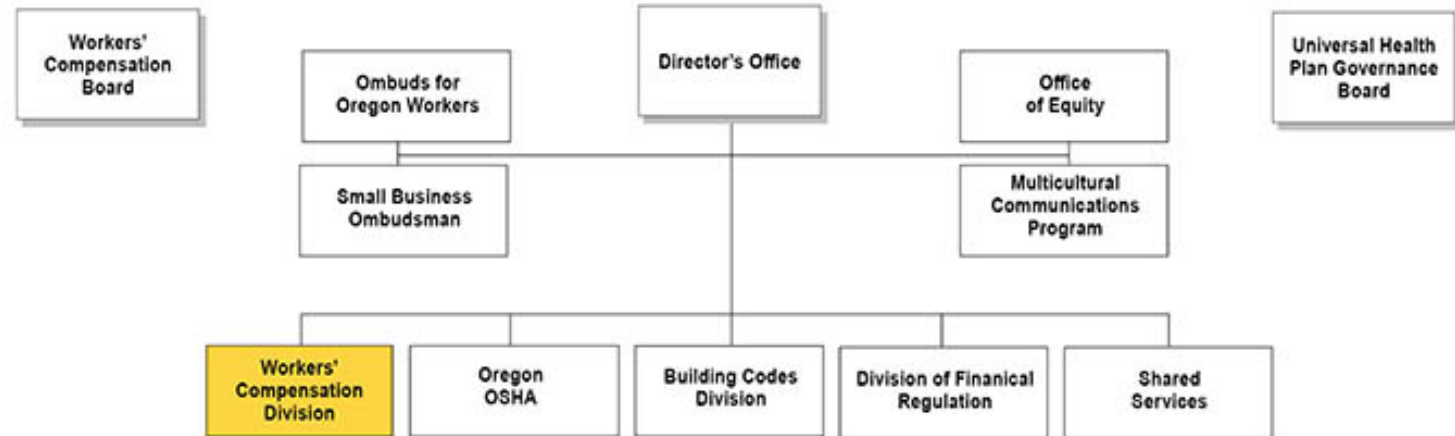 Workers'
Compensation
Board
Ombuds for
Oregon Workers
Director's Office
Office
of Equity
Universal Health
Plan Governance
Board
Small Business
Ombudsman
Multicultural
Communications
Program
Workers'
Compensation
Division
Oregon
OSHA
Building Codes
Division
Division of Finanical
Regulation
Shared
Services